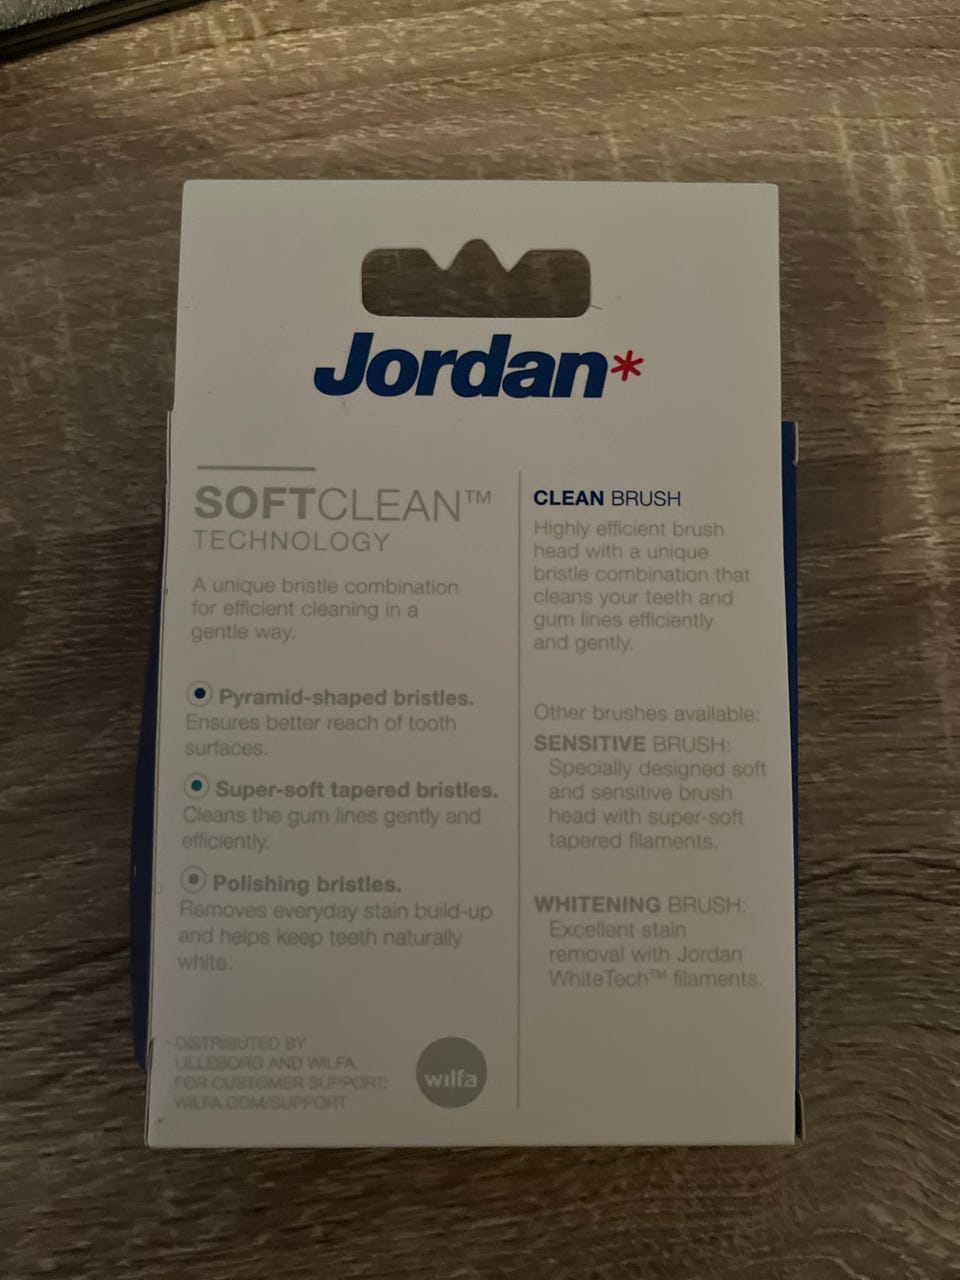 Jordan*
SOFTCLEAN™
TECHNOLOGY
A unique bristle combination
for efficient cleaning in a
gentle way.
Pyramid-shaped bristles.
Ensures better reach of tooth
surfaces.
Super-soft tapered bristles.
Cleans the gum lines gently and
efficiently.
Polishing bristles.
Removes everyday stain build-up
and helps keep teeth naturally
white.
DISTRIBUTED BY
LILLEBORG AND WILFA.
FOR CUSTOMER SUPPORT:
WILFA.COM/SUPPORT
wilfa
CLEAN BRUSH
Highly efficient brush
head with a unique
bristle combination that
cleans your teeth and
gum lines efficiently
and gently.
Other brushes available:
SENSITIVE BRUSH:
Specially designed soft
and sensitive brush
head with super-soft
tapered filaments.
WHITENING BRUSH:
Excellent stain
removal with Jordan
WhiteTech™ filaments.